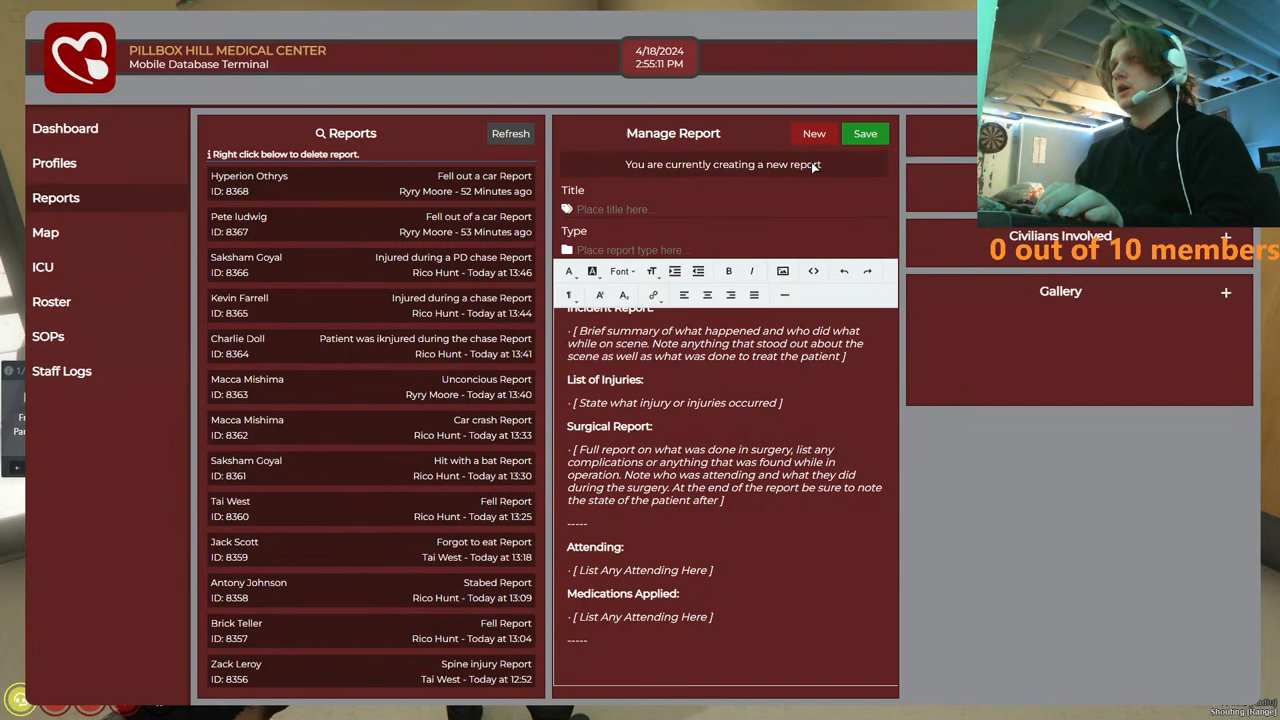 PILLBOX HILL MEDICAL CENTER
Mobile Database Terminal
4/18/2024
2:55:11 PM
Dashboard
Profiles
Reports
Map
ICU
Roster
SOPs
Staff Logs
Reports
Refresh
Right click below to delete report.
Hyperion Othrys Fell out a car Report
ID: 8368 Ryry Moore - 52 Minutes ago
Pete ludwig Fell out of a car Report
ID: 8367 Ryry Moore - 53 Minutes ago
Saksham Goyal Injured during a PD chase Report
ID: 8366 Rico Hunt - Today at 13:46
Kevin Farrell Injured during a chase Report
ID: 8365 Rico Hunt - Today at 13:44
Charlie Doll Patient was iknjured during the chase Report
ID: 8364 Rico Hunt - Today at 13:41
Macca Mishima Unconcious Report
ID: 8363 Ryry Moore - Today at 13:40
Macca Mishima Car crash Report
ID: 8362 Rico Hunt - Today at 13:33
Saksham Goyal Hit with a bat Report
ID: 8361 Rico Hunt - Today at 13:30
Tai West Fell Report
ID: 8360 Rico Hunt - Today at 13:25
Jack Scott Forgot to eat Report
ID: 8359 Tai West - Today at 13:18
Antony Johnson Stabed Report
ID: 8358 Rico Hunt - Today at 13:09
Brick Teller Fell Report
ID: 8357 Rico Hunt - Today at 13:04
Zack Leroy Spine injury Report
ID: 8356 Tai West - Today at 12:52
Manage Report
New
Save
You are currently creating a new report
Title
Place title here...
Type
Place report type here...
Font
Incident Report:
· [ Brief summary of what happened and who did what
while on scene. Note anything that stood out about the
scene as well as what was done to treat the patient ]
List of Injuries:
· [ State what injury or injuries occurred ]
Surgical Report:
· [ Full report on what was done in surgery, list any
complications or anything that was found while in
operation. Note who was attending and what they did
during the surgery. At the end of the report be sure to note
the state of the patient after ]
-----
Attending:
· [ List Any Attending Here ]
Medications Applied:
· [ List Any Attending Here ]
-----
Civilians Involved
0 out of 10 members
Gallery
Shouting [Range]